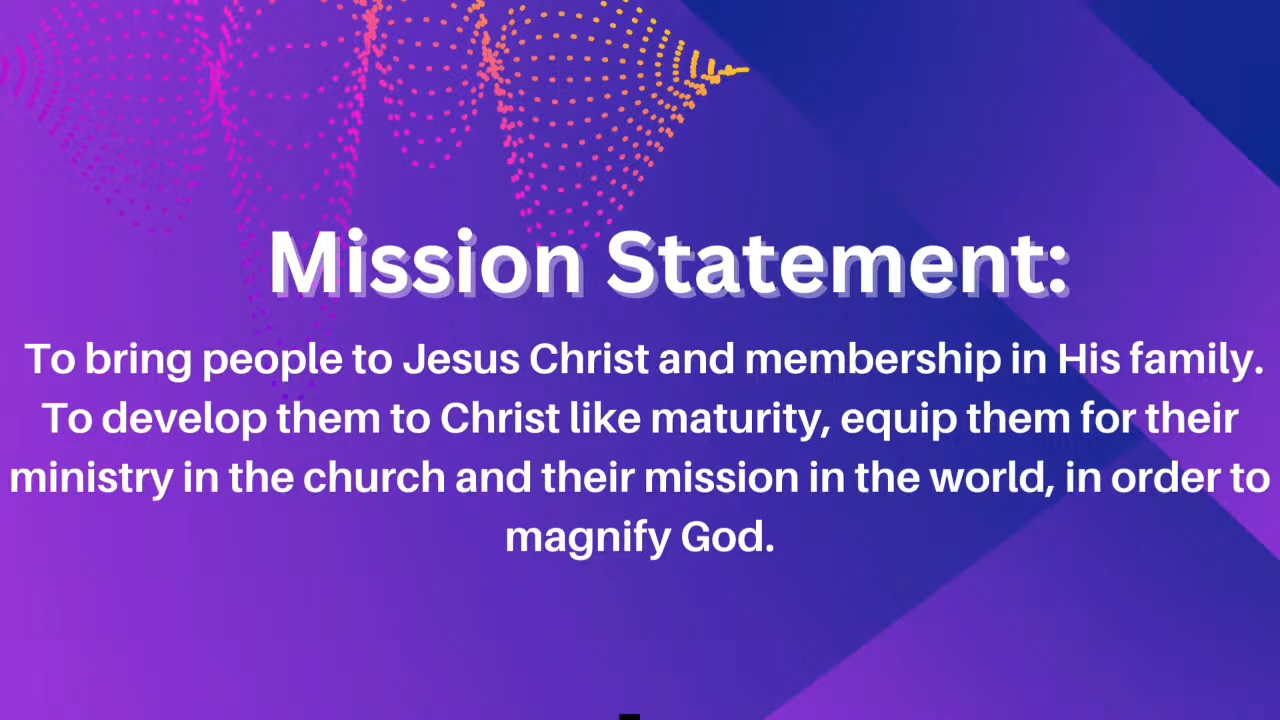 Mission Statement:
To bring people to Jesus Christ and membership in His family.
To develop them to Christ like maturity, equip them for their
ministry in the church and their mission in the world, in order to
magnify God.